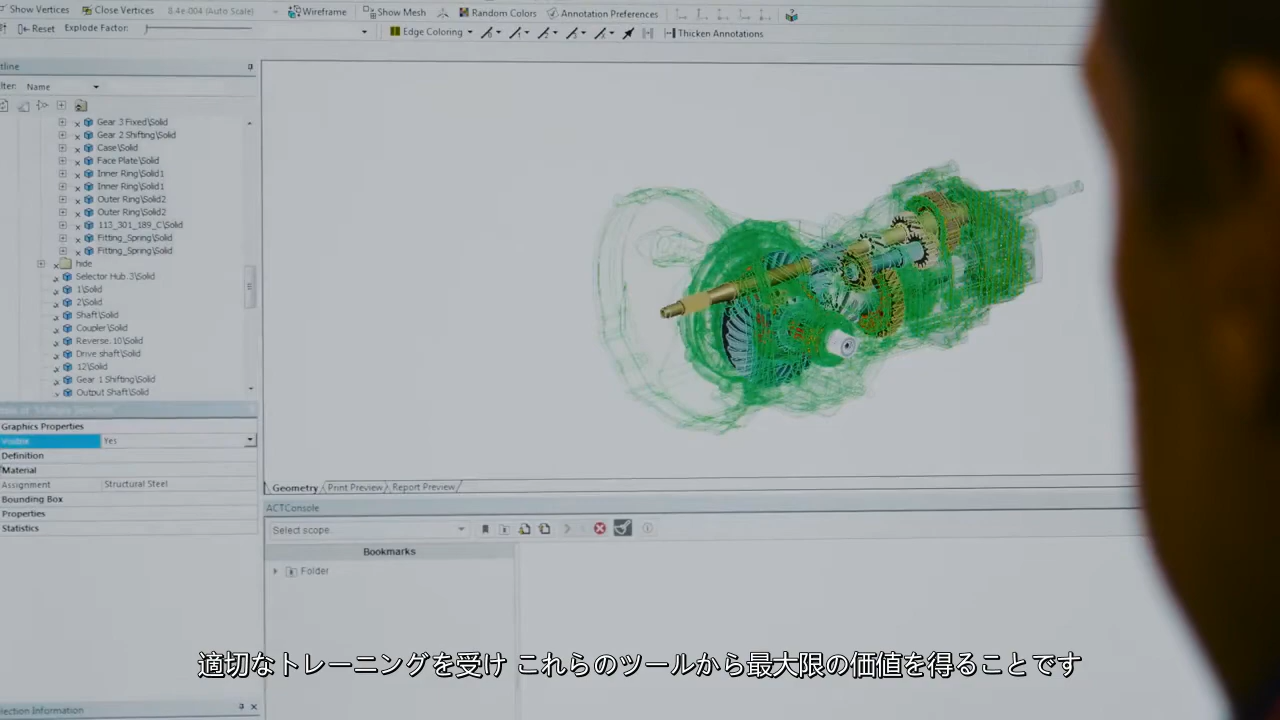 Show Vertices
Close Vertices
8.4e-004 (Auto Scale)
Wireframe
Show Mesh
Random Colors
Annotation Preferences
Reset
Explode Factor:
Edge Coloring
Thicken Annotations
Name
Gear 3 Fixed\Solid
Gear 2 Shifting\Solid
Case\Solid
Face Plate\Solid
Inner Ring\Solid1
Inner Ring\Solid1
Outer Ring\Solid2
Outer Ring\Solid2
113_301_189_C\Solid
Fitting_Spring\Solid
Fitting_Spring\Solid
hide
Selector Hub.3\Solid
1\Solid
2\Solid
Shaft\Solid
Coupler\Solid
Reverse.10\Solid
Drive shaft\Solid
12\Solid
Gear 1 Shifting\Solid
Output Shaft\Solid
Graphics Properties
Visible
Yes
Definition
Material
Assignment
Structural Steel
Bounding Box
Properties
Statistics
Geometry
Print Preview
Report Preview
ACTConsole
Select scope...
Bookmarks
Folder
適切なトレーニングを受け これらのツールから最大限の価値を得ることです
Information